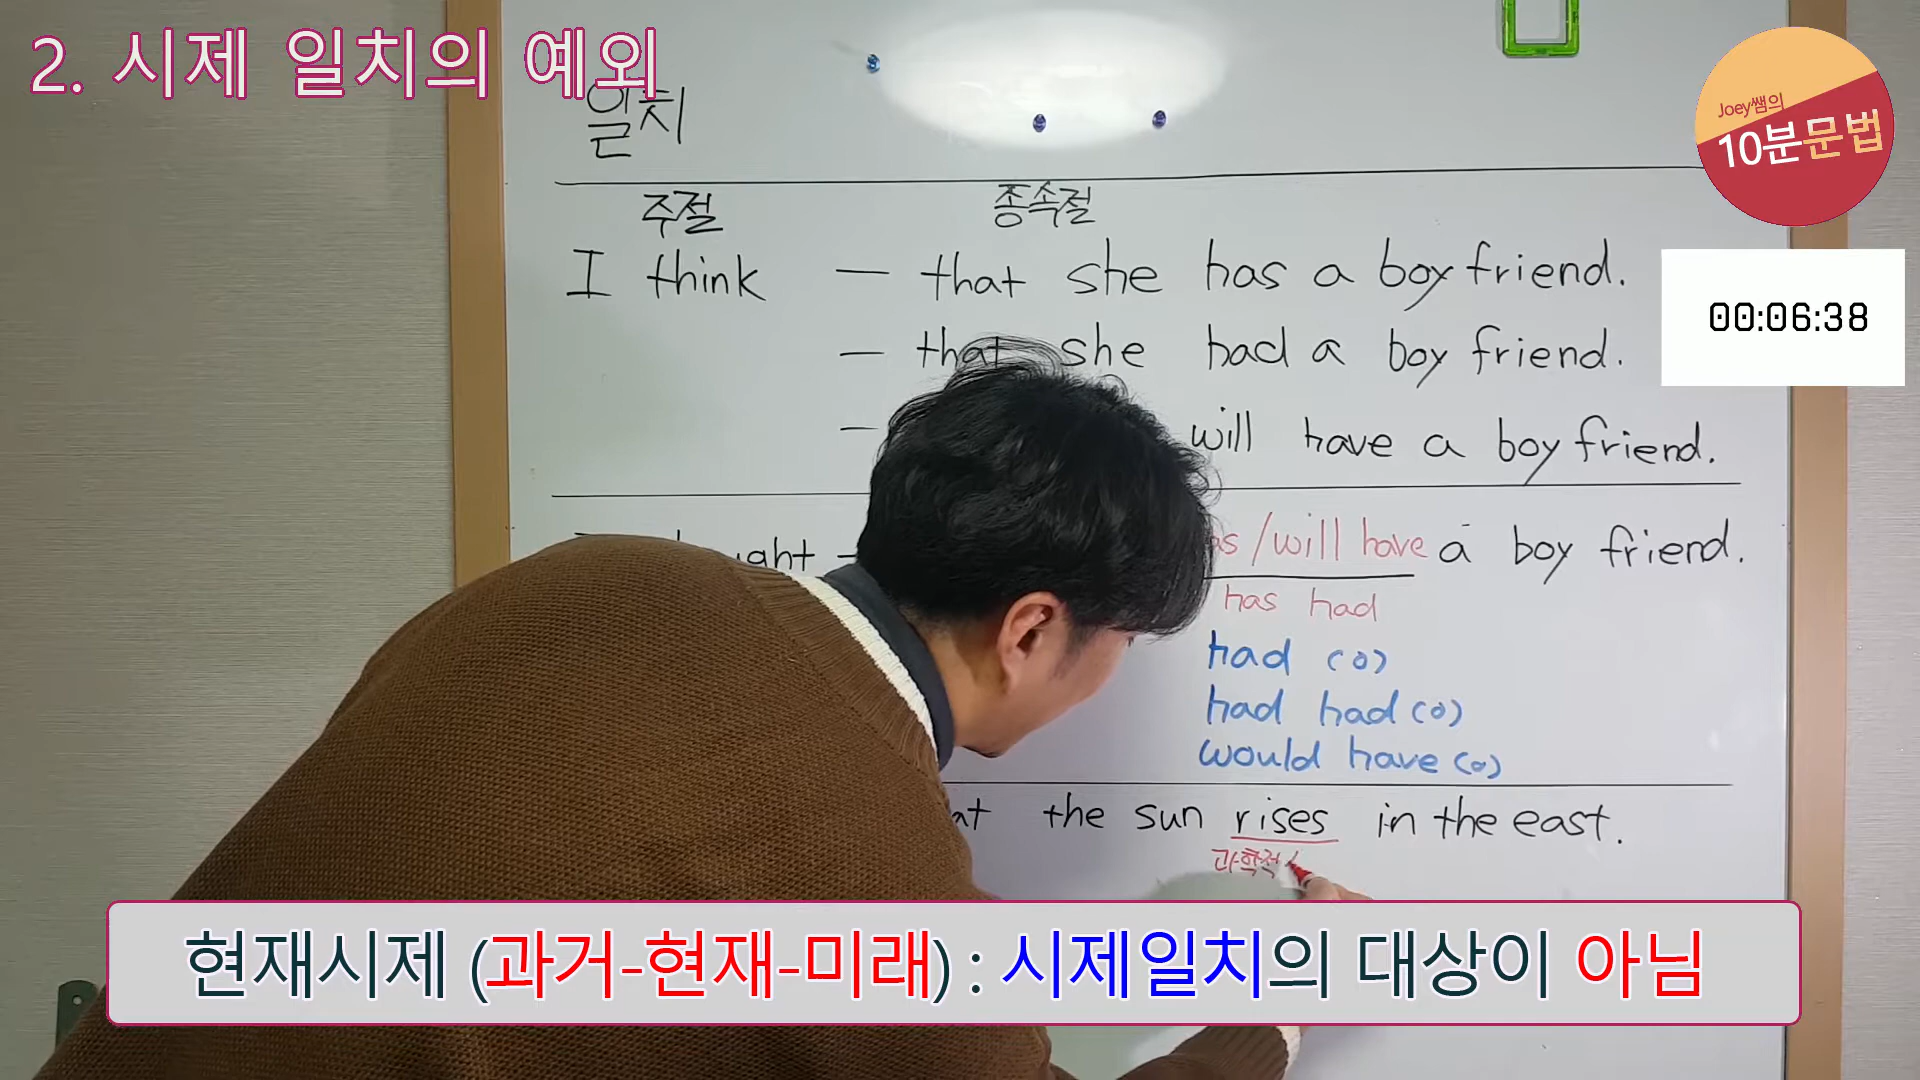 2. 시제 일치의 예외
일치
Joey쌤의
10분문법
주절 종속절
I think — that she has a boy friend.
00:06:38
— that she had a boy friend.
— will have a boy friend.
/will have a boy friend.
has had
had (o)
had had (o)
would have (o)
the sun rises in the east.
과학적
현재시제 (과거-현재-미래) : 시제일치의 대상이 아님